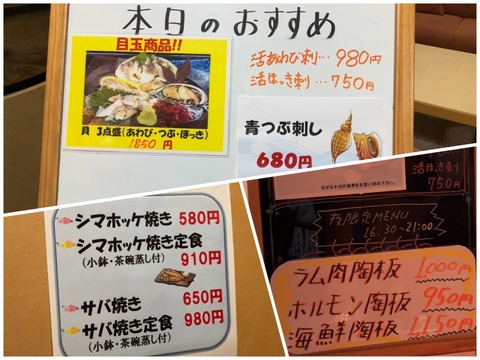 本日のおすすめ
目玉商品!!
貝 3点盛(あわび・つぶ・ほっき)
1850円
活あわび刺…980円
活ほっき刺…750円
青つぶ刺し
680円
シマホッケ焼き 580円
シマホッケ焼き定食
(小鉢・茶碗蒸し付) 910円
サバ焼き 650円
サバ焼き定食 980円
(小鉢・茶碗蒸し付)
活ほっき刺
750円
夜限定MENU
16:30~21:00
ラム肉陶板 1000円
ホルモン陶板 950円
海鮮陶板 1150円